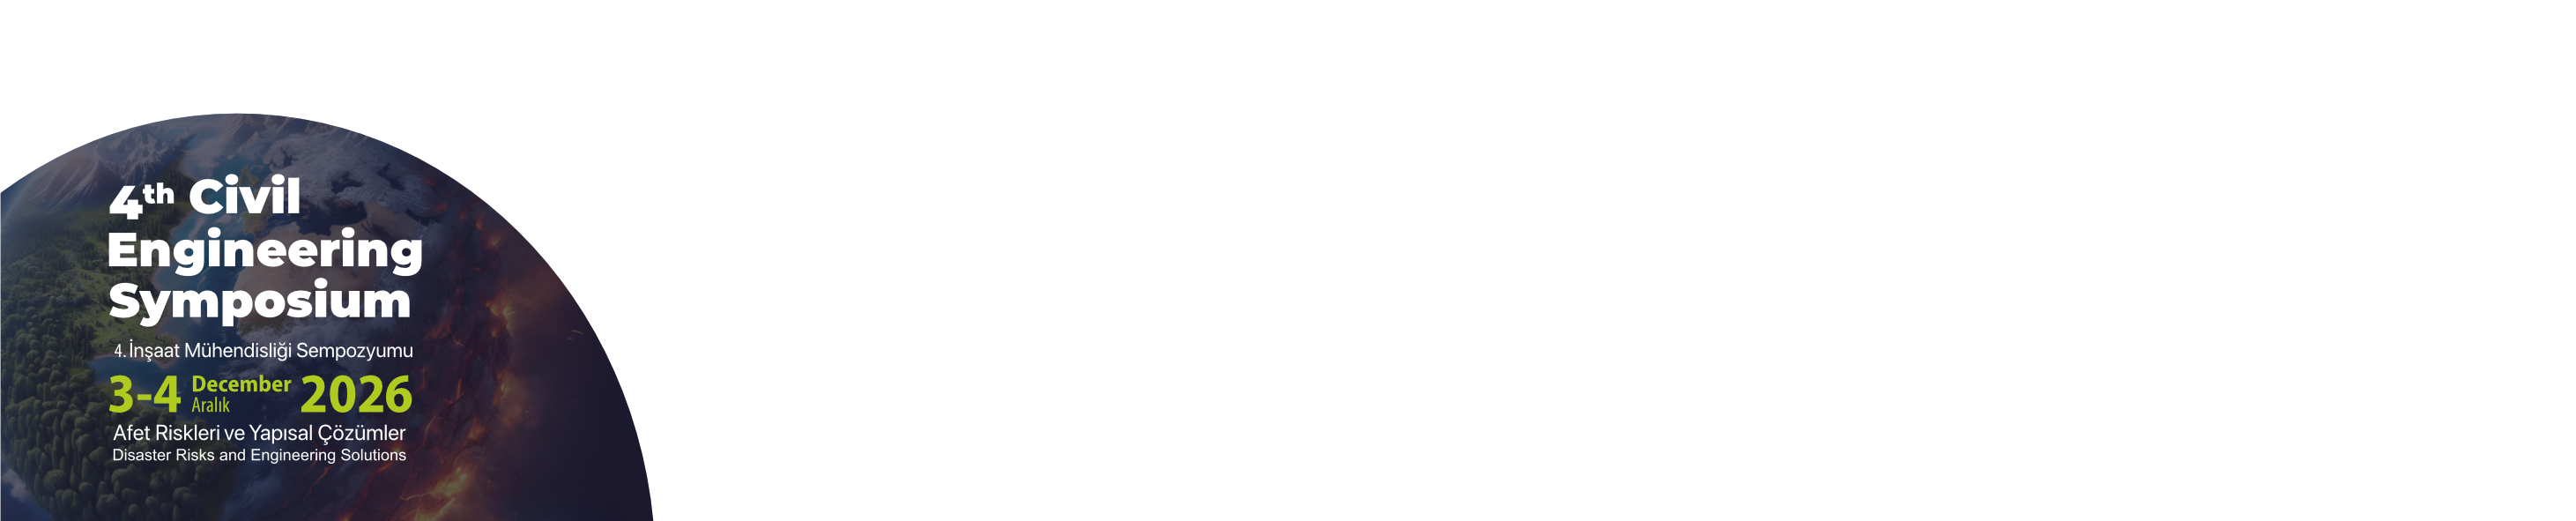 4th Civil
Engineering
Symposium
4. İnşaat Mühendisliği Sempozyumu
3-4 December Aralık 2026
Afet Riskleri ve Yapısal Çözümler
Disaster Risks and Engineering Solutions